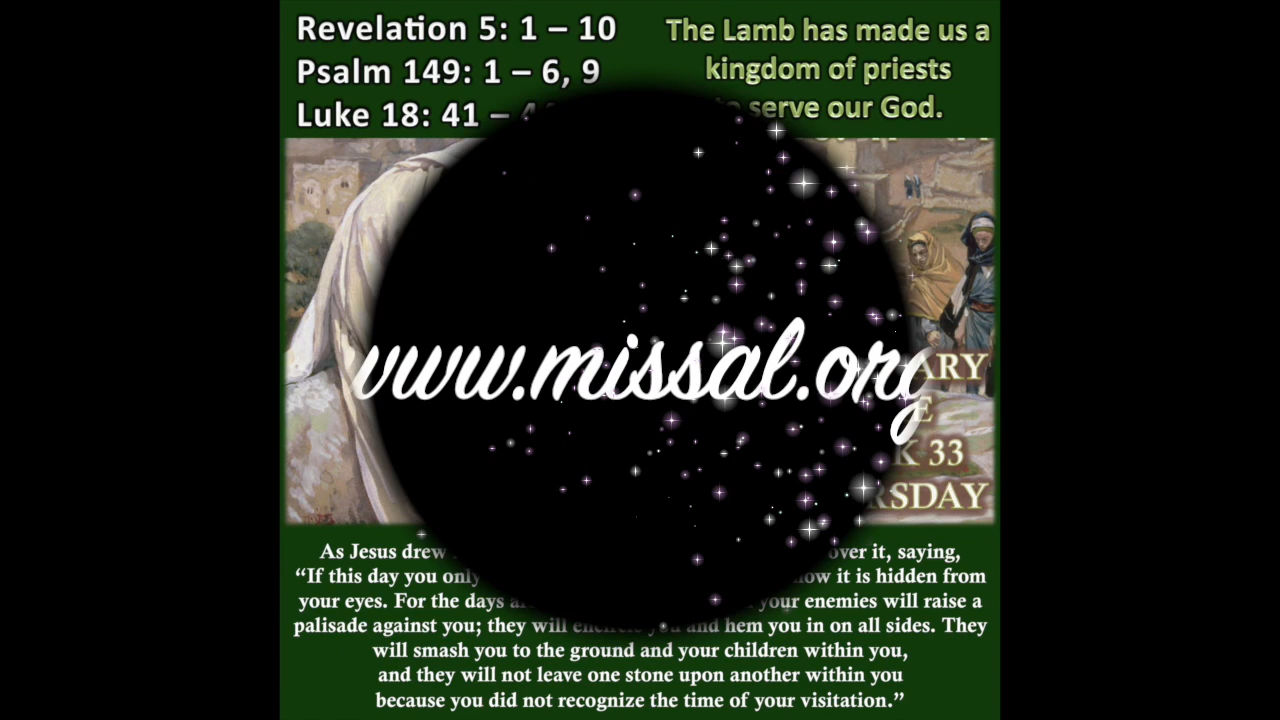 Revelation 5: 1 – 10
Psalm 149: 1 – 6, 9
Luke 18: 41 –
The Lamb has made us a
kingdom of priests
serve our God.
www.missal.org
ARY
E
K 33
RSDAY
As Jesus drew over it, saying,
“If this day you only now it is hidden from
your eyes. For the days your enemies will raise a
palisade against you; they will encircle you and hem you in on all sides. They
will smash you to the ground and your children within you,
and they will not leave one stone upon another within you
because you did not recognize the time of your visitation.”